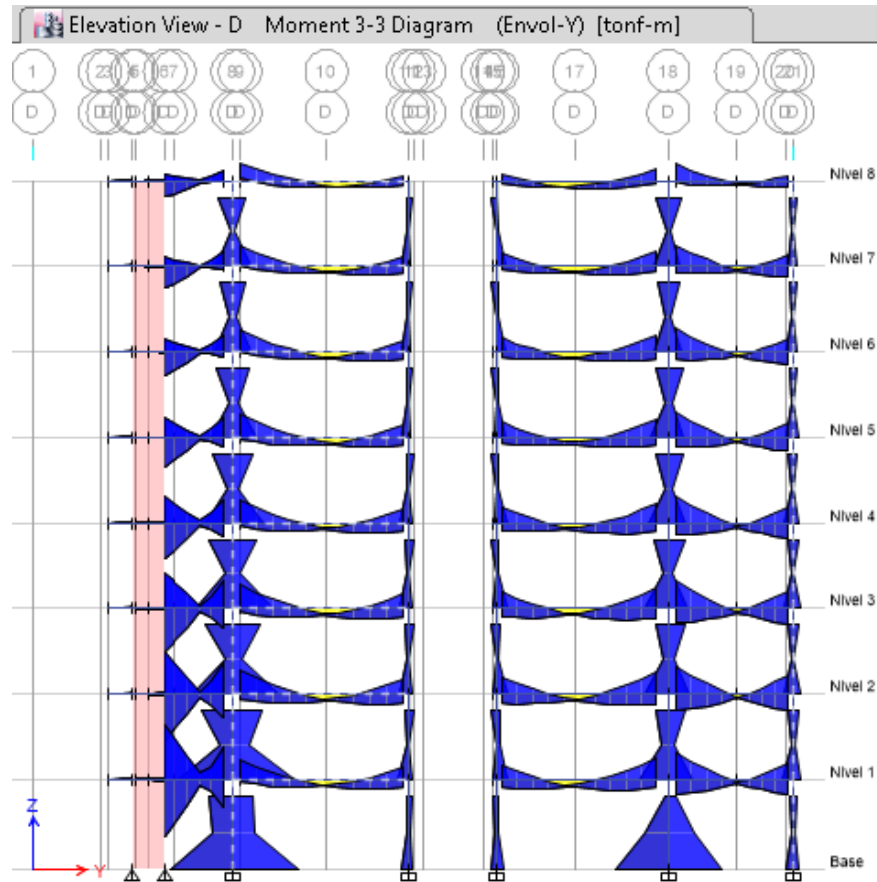 Elevation View - D Moment 3-3 Diagram (Envol-Y) [tonf-m]
1 10 17 18 19
D D D D D
Nivel 8
Nivel 7
Nivel 6
Nivel 5
Nivel 4
Nivel 3
Nivel 2
Nivel 1
Z
Y
Base